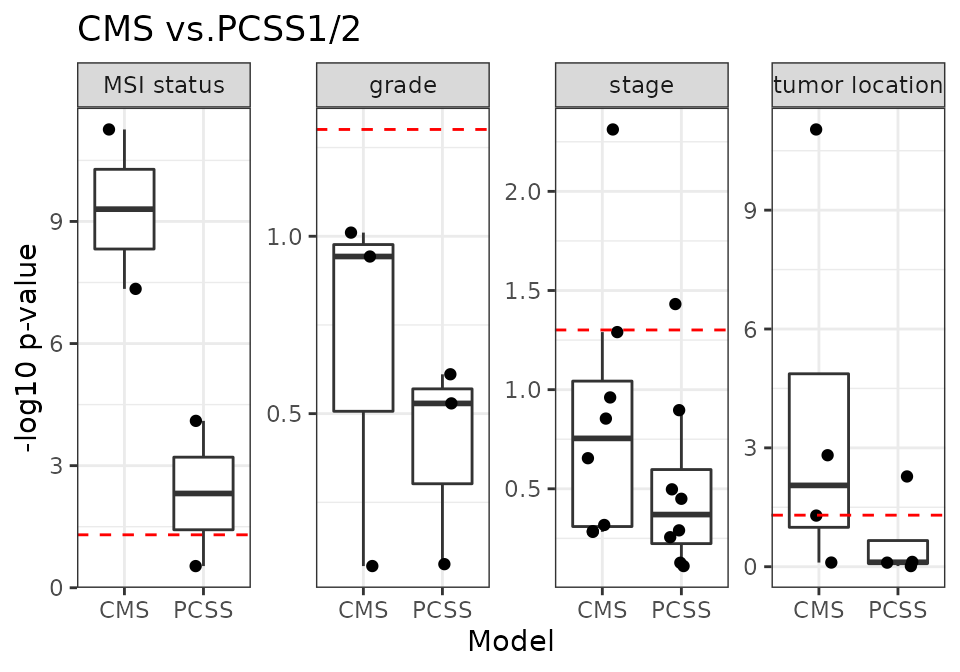 CMS vs.PCSS1/2
MSI status
grade
stage
tumor location
-log10 p-value
9
6
3
0
1.0
0.5
2.0
1.5
1.0
0.5
9
6
3
0
CMS PCSS
CMS PCSS
CMS PCSS
CMS PCSS
Model